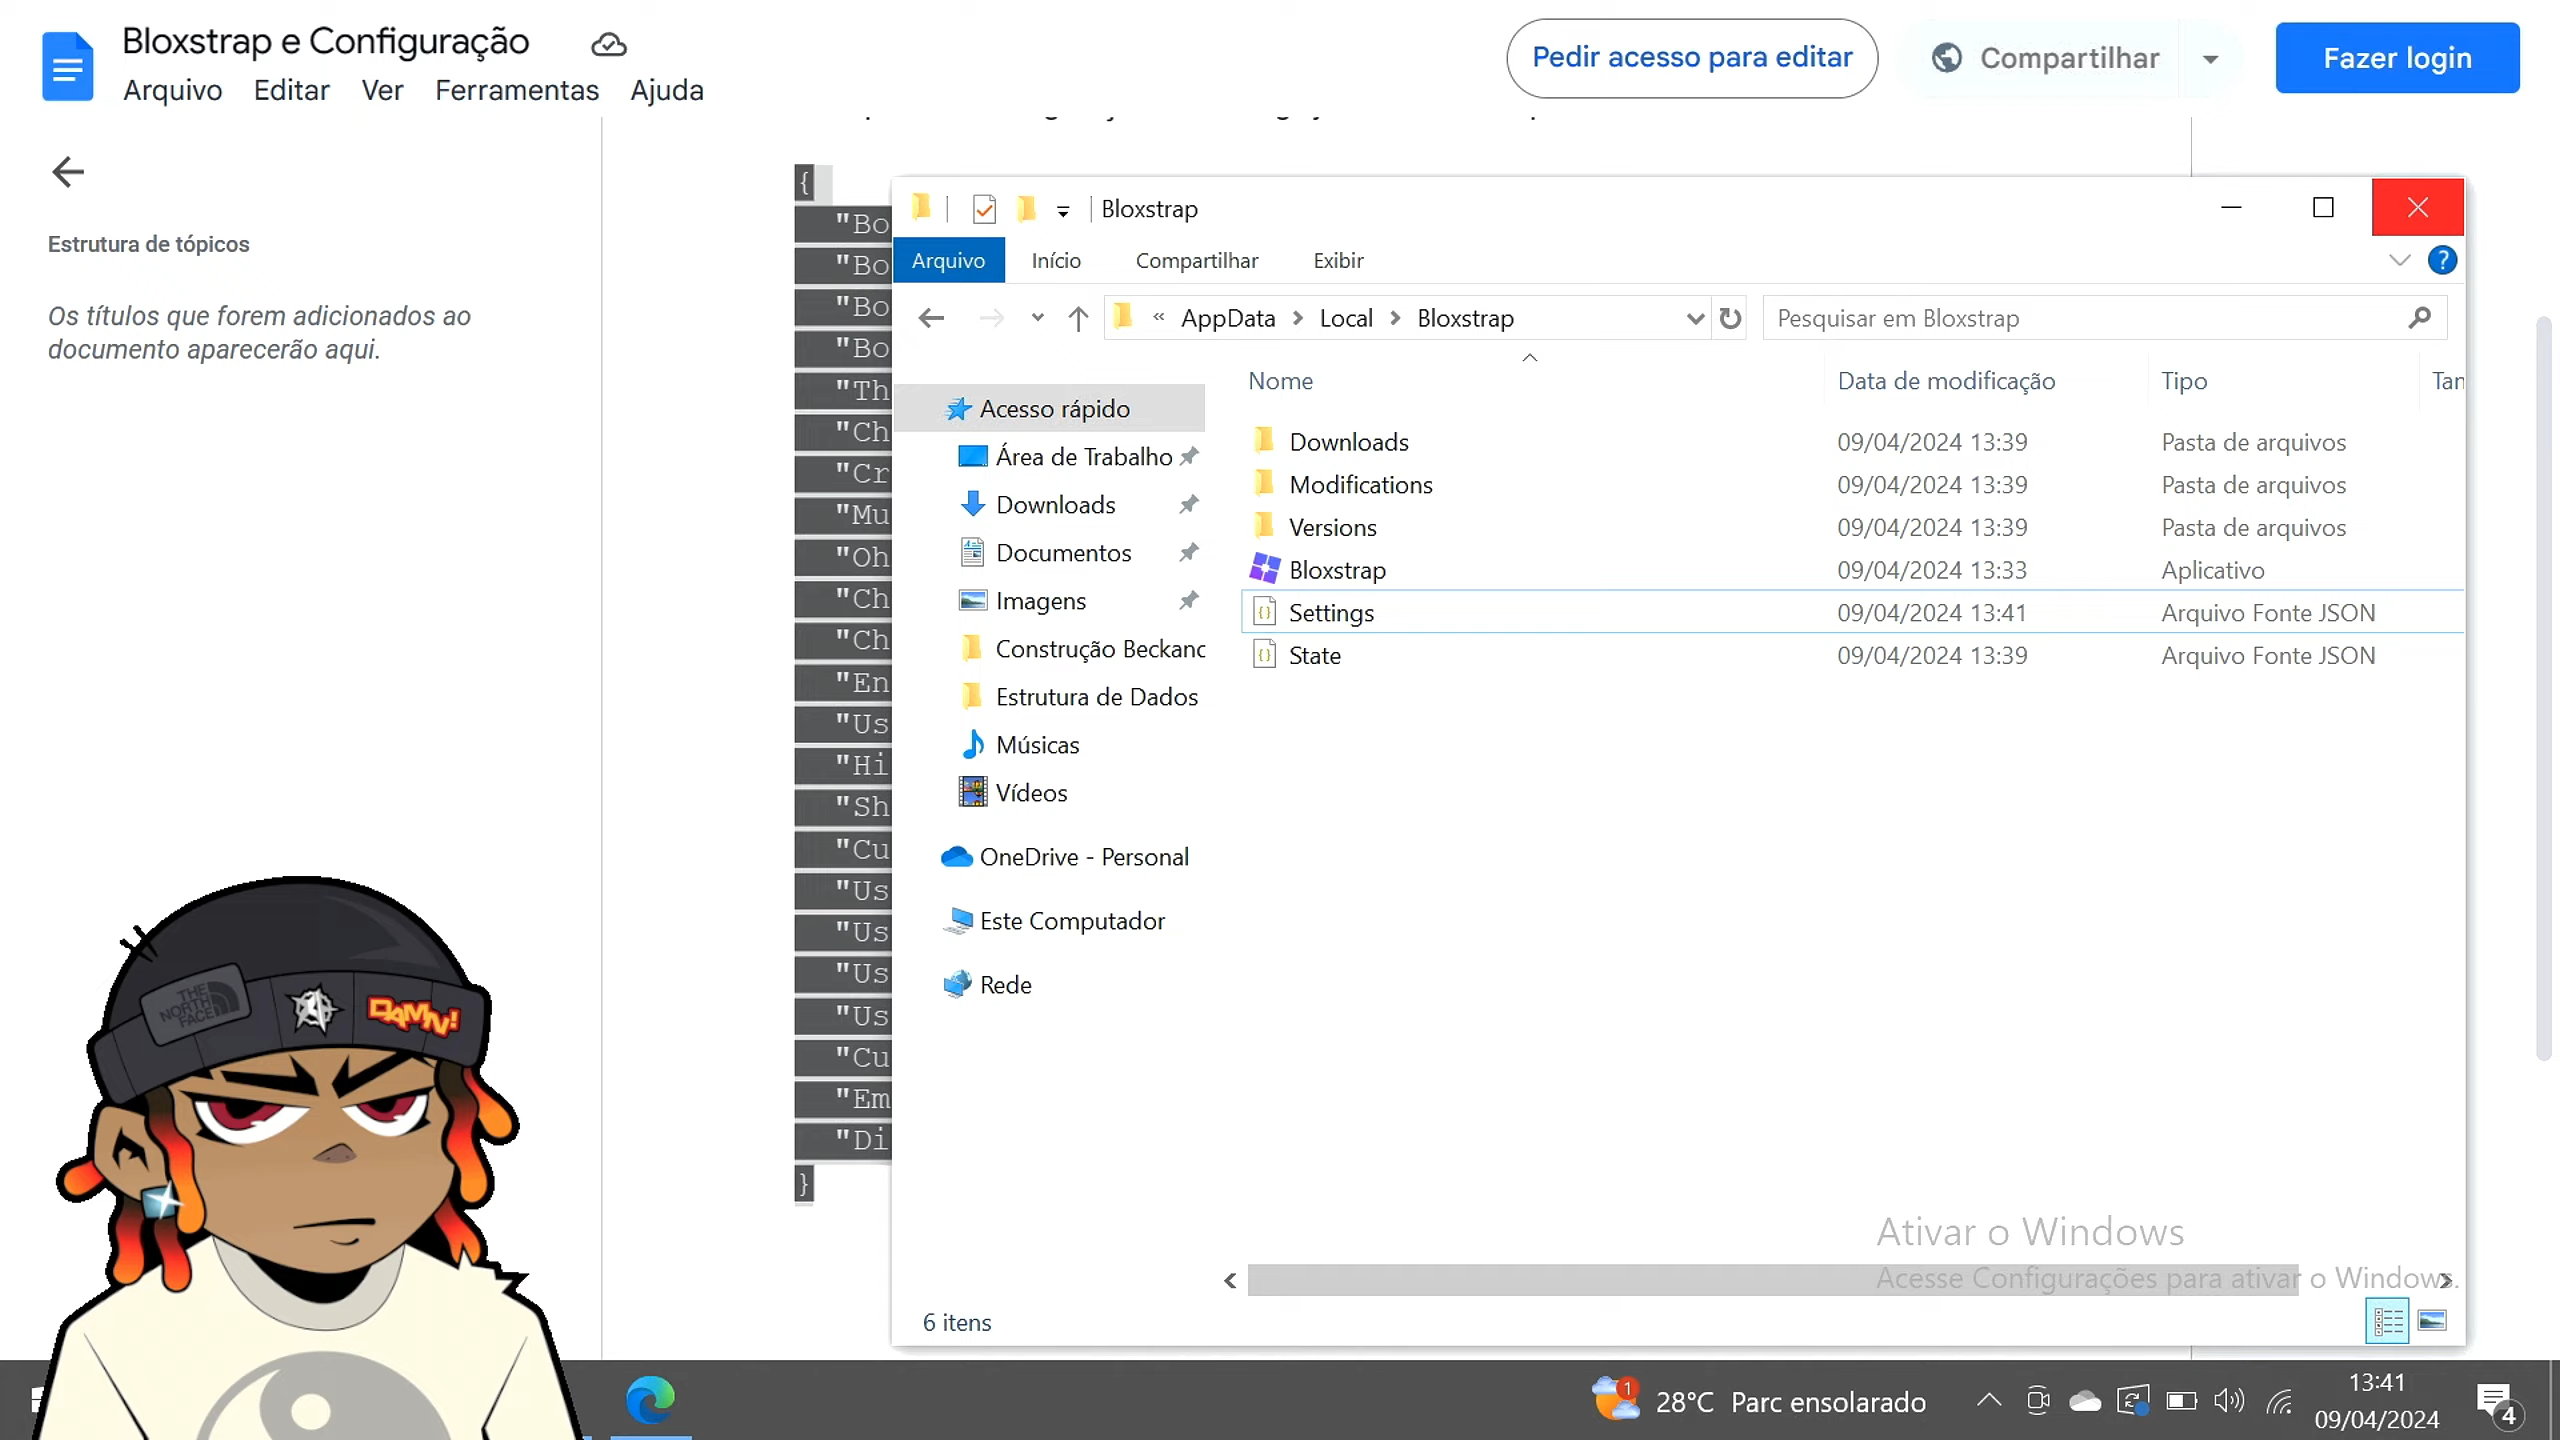 Bloxstrap e Configuração
Pedir acesso para editar
Compartilhar
Fazer login
Arquivo Editar Ver Ferramentas Ajuda
Estrutura de tópicos
Os títulos que forem adicionados ao
documento aparecerão aqui.
{
"Bo
"Bo
"Bo
"Bo
"Th
"Ch
"Cr
"Mu
"Oh
"Ch
"Ch
"En
"Us
"Hi
"Sh
"Cu
"Us
"Us
"Us
"Us
"Cu
"Em
"Di
}
Bloxstrap
Arquivo Início Compartilhar Exibir
« AppData > Local > Bloxstrap
Pesquisar em Bloxstrap
Acesso rápido
Área de Trabalho
Downloads
Documentos
Imagens
Construção Beckanc
Estrutura de Dados
Músicas
Vídeos
OneDrive - Personal
Este Computador
Rede
Nome Data de modificação Tipo Tan
Downloads 09/04/2024 13:39 Pasta de arquivos
Modifications 09/04/2024 13:39 Pasta de arquivos
Versions 09/04/2024 13:39 Pasta de arquivos
Bloxstrap 09/04/2024 13:33 Aplicativo
Settings 09/04/2024 13:41 Arquivo Fonte JSON
State 09/04/2024 13:39 Arquivo Fonte JSON
Ativar o Windows
Acesse Configurações para ativar o Windows.
6 itens
THE
NORTH
FACE
DAMN!
1
28°C Parc ensolarado
13:41
09/04/2024
4